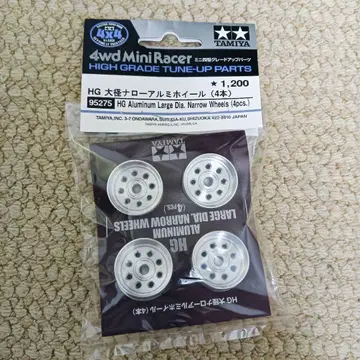 4x4
TAMIYA
4wd Mini Racer
ミニ四駆グレードアップパーツ
HIGH GRADE TUNE-UP PARTS
HG 大径ナローアルミホイール (4本)
★1,200
95275
HG Aluminum Large Dia. Narrow Wheels (4pcs.)
TAMIYA, INC. 3-7 ONDAWARA, SURUGA-KU, SHIZUOKA 422-8610 JAPAN
TAMIYA
HG
ALUMINUM
LARGE DIA. NARROW WHEELS
(4 PCS.)
HG 大径ナローアルミホイール (4本)